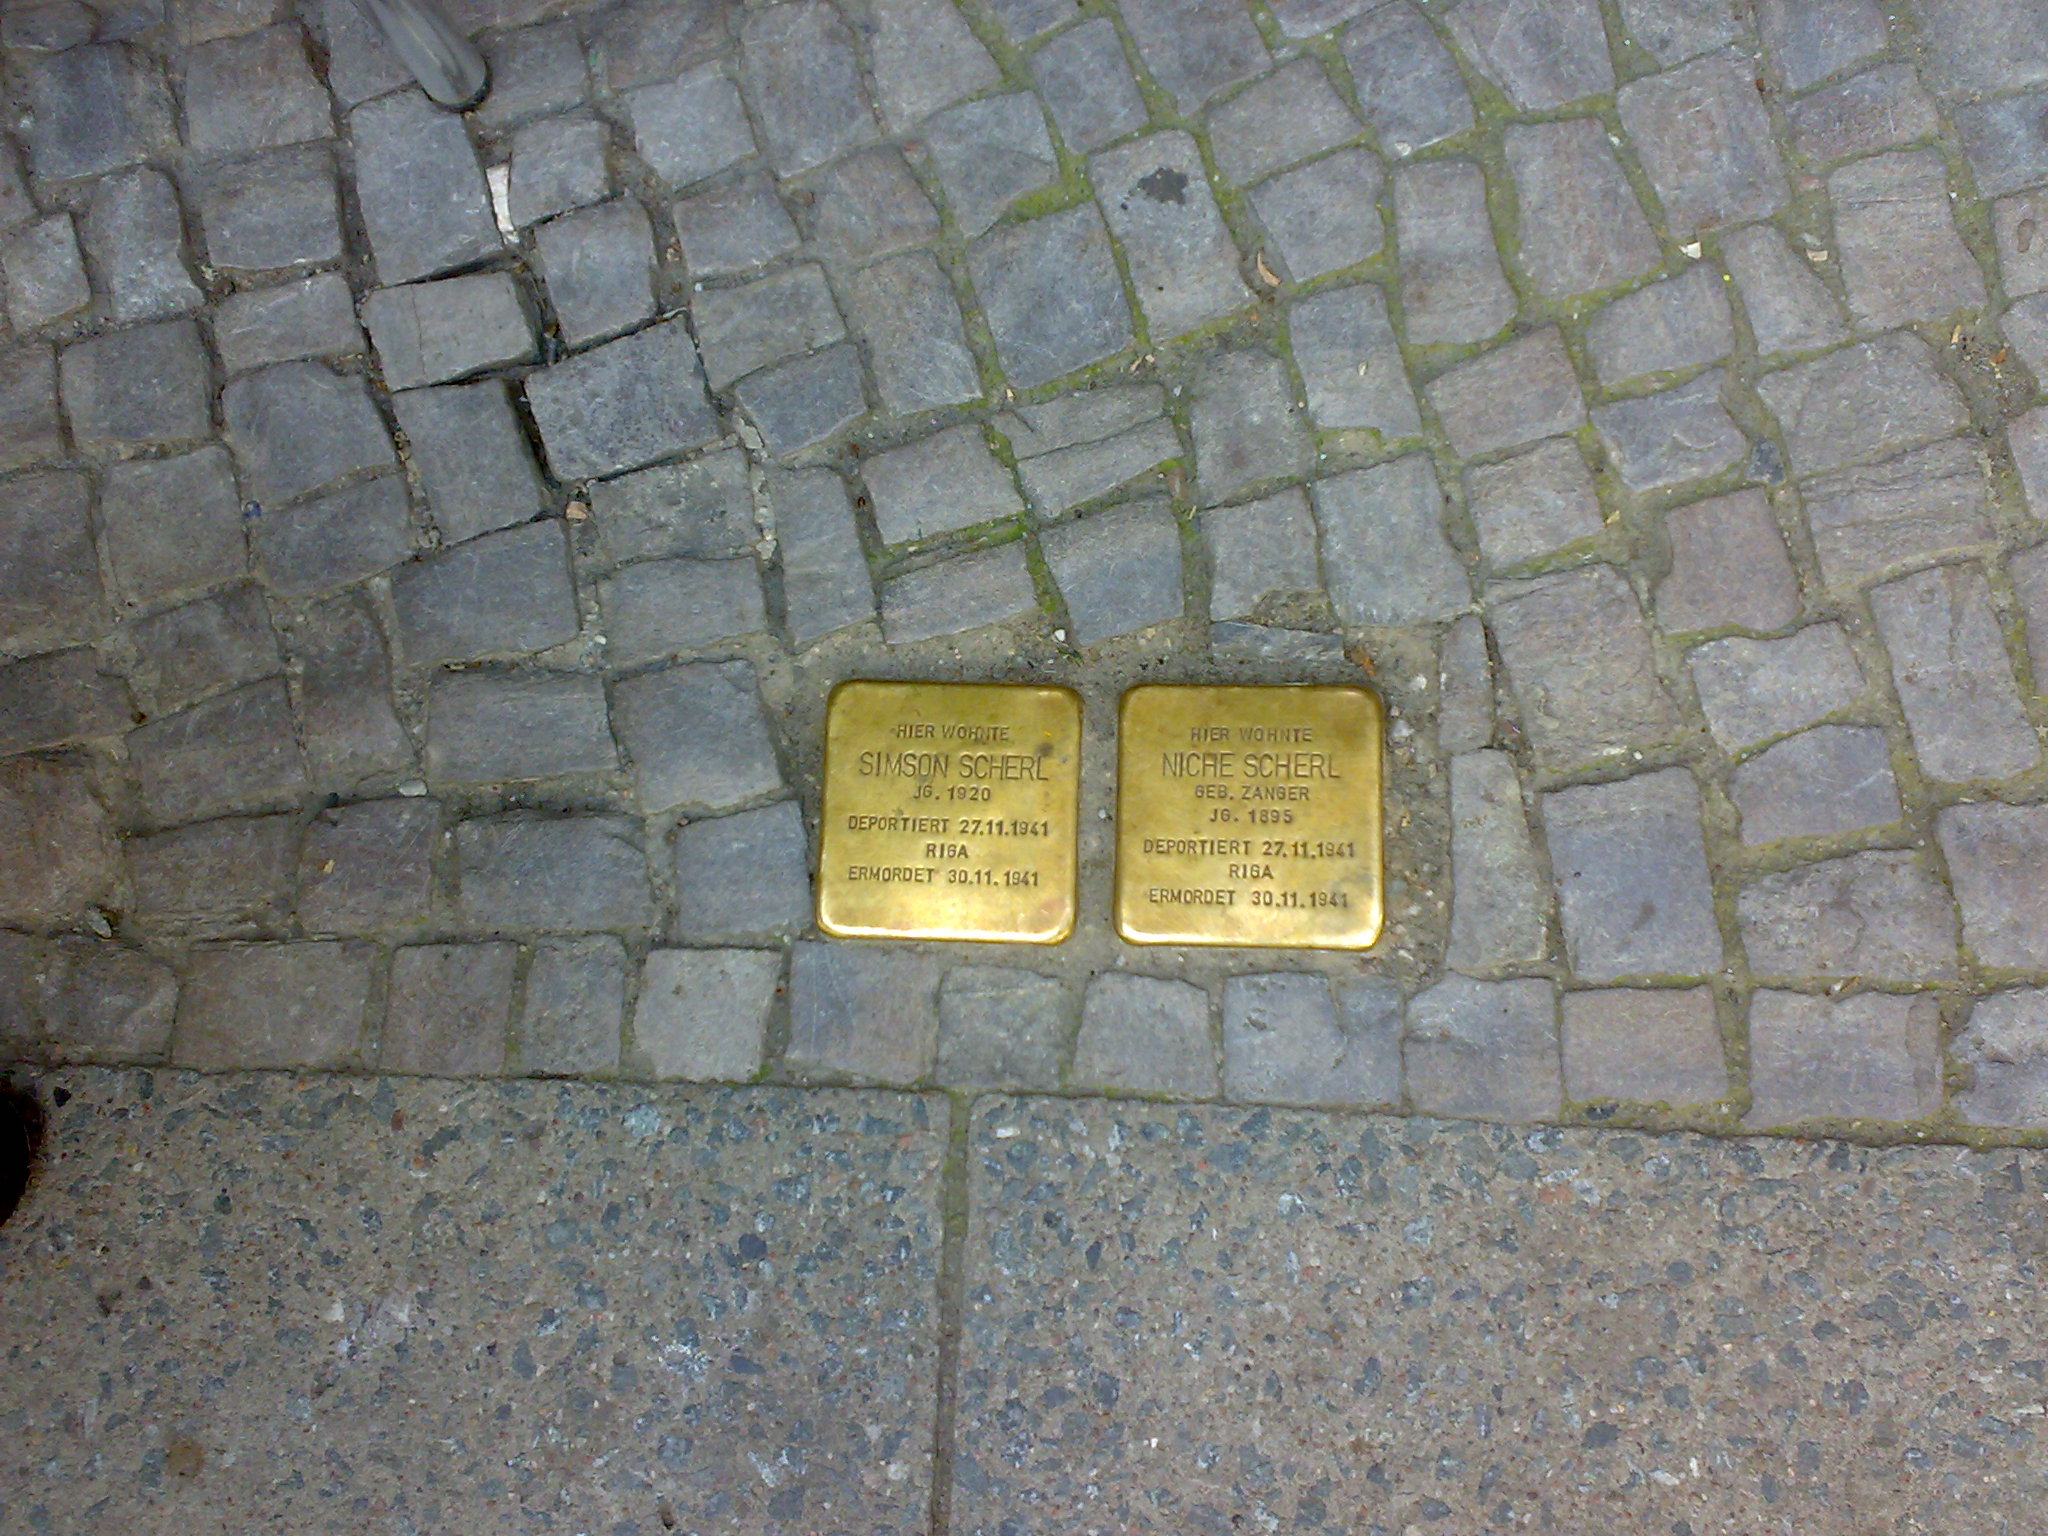 HIER WOHNTE
SIMSON SCHERL
JG. 1920
DEPORTIERT 27.11.1941
RIGA
ERMORDET 30.11.1941
HIER WOHNTE
NICHE SCHERL
GEB. ZANGER
JG. 1895
DEPORTIERT 27.11.1941
RIGA
ERMORDET 30.11.1941